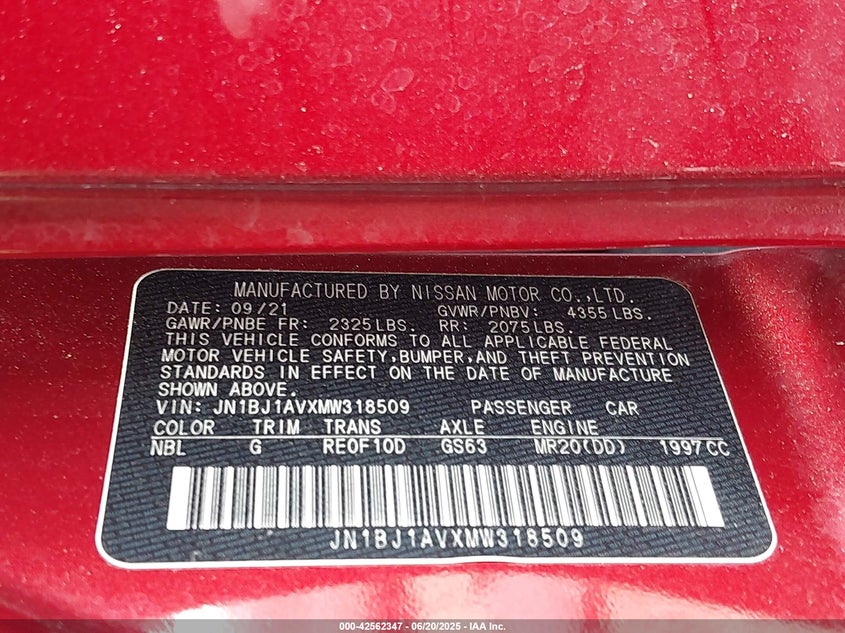 MANUFACTURED BY NISSAN MOTOR CO.,LTD.
DATE: 09/21 GVWR/PNBV: 4355 LBS.
GAWR/PNBE FR: 2325 LBS. RR: 2075 LBS.
THIS VEHICLE CONFORMS TO ALL APPLICABLE FEDERAL
MOTOR VEHICLE SAFETY, BUMPER, AND THEFT PREVENTION
STANDARDS IN EFFECT ON THE DATE OF MANUFACTURE
SHOWN ABOVE.
VIN: JN1BJ1AVXMW318509 PASSENGER CAR
COLOR TRIM TRANS AXLE ENGINE
NBL G RE0F10D GS63 MR20(DD) 1997 CC
JN1BJ1AVXMW318509
000-42562347 | 06/20/2025 - IAA Inc.